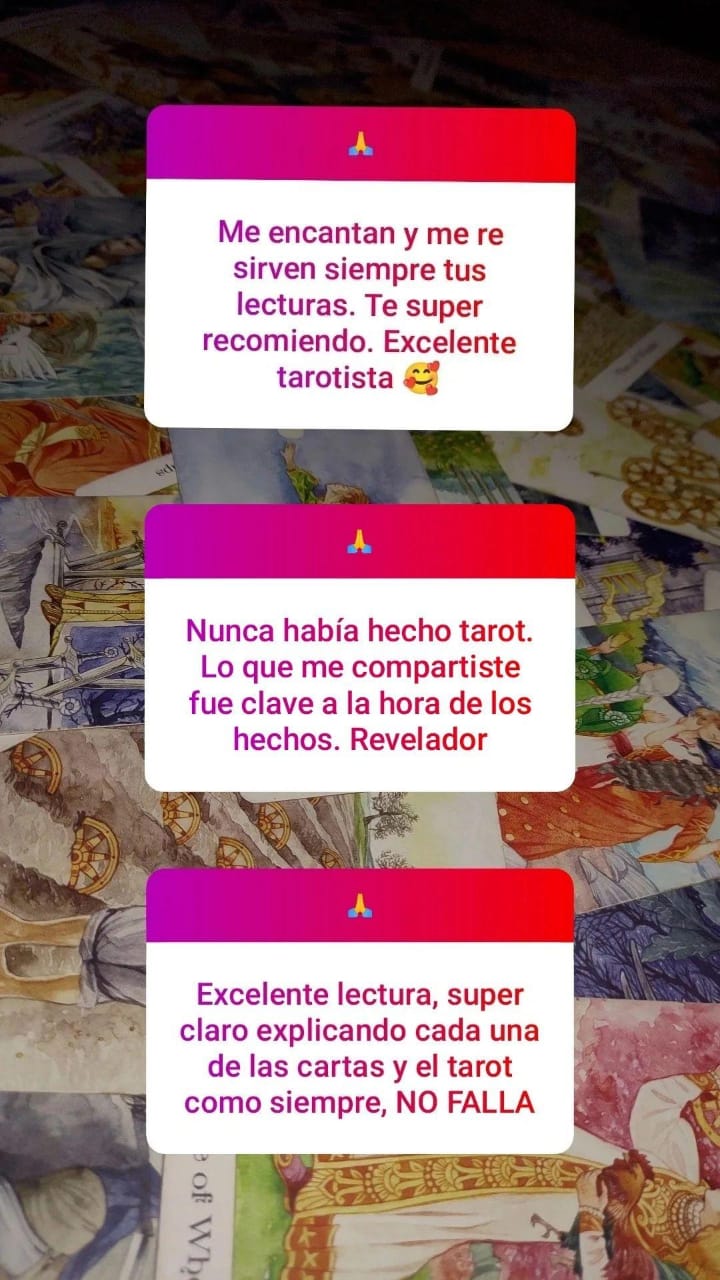 🙏
Me encantan y me re
sirven siempre tus
lecturas. Te super
recomiendo. Excelente
tarotista 🥰
🙏
Nunca había hecho tarot.
Lo que me compartiste
fue clave a la hora de los
hechos. Revelador
🙏
Excelente lectura, super
claro explicando cada una
de las cartas y el tarot
como siempre, NO FALLA